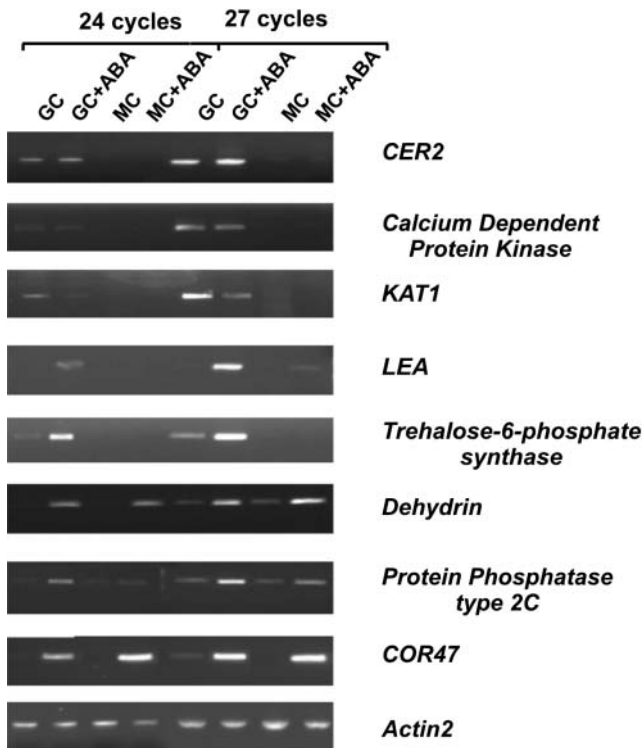 24 cycles 27 cycles
GC GC+ABA MC MC+ABA GC GC+ABA MC MC+ABA
CER2
Calcium Dependent
Protein Kinase
KAT1
LEA
Trehalose-6-phosphate
synthase
Dehydrin
Protein Phosphatase
type 2C
COR47
Actin2